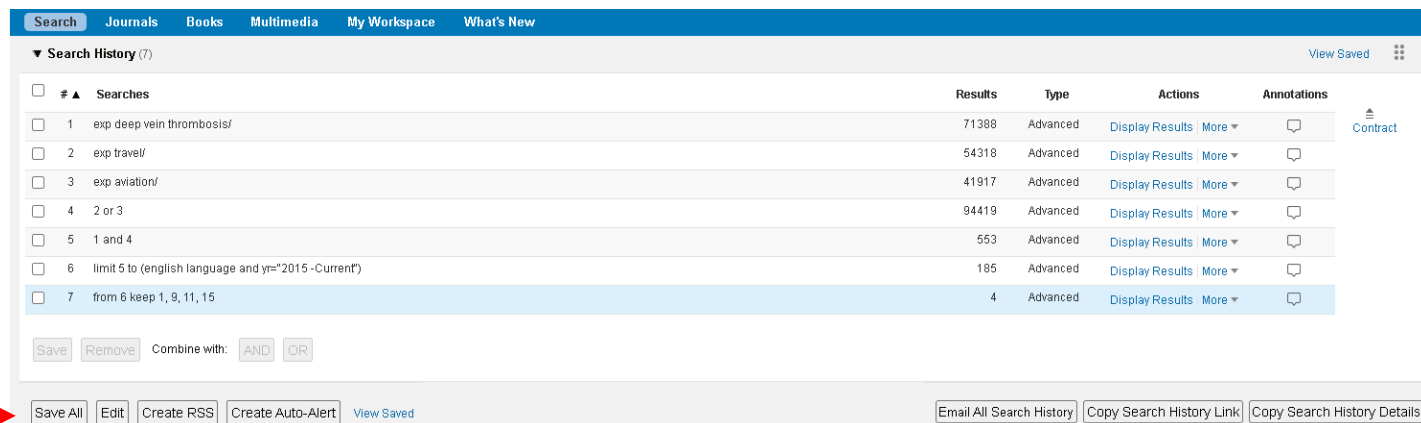 Search Journals Books Multimedia My Workspace What's New
▼ Search History (7) View Saved
# ▲ Searches Results Type Actions Annotations
Contract
1 exp deep vein thrombosis/ 71388 Advanced Display Results More ▼
2 exp travel/ 54318 Advanced Display Results More ▼
3 exp aviation/ 41917 Advanced Display Results More ▼
4 2 or 3 94419 Advanced Display Results More ▼
5 1 and 4 553 Advanced Display Results More ▼
6 limit 5 to (english language and yr="2015 -Current") 185 Advanced Display Results More ▼
7 from 6 keep 1, 9, 11, 15 4 Advanced Display Results More ▼
Save Remove Combine with: AND OR
Save All Edit Create RSS Create Auto-Alert View Saved Email All Search History Copy Search History Link Copy Search History Details